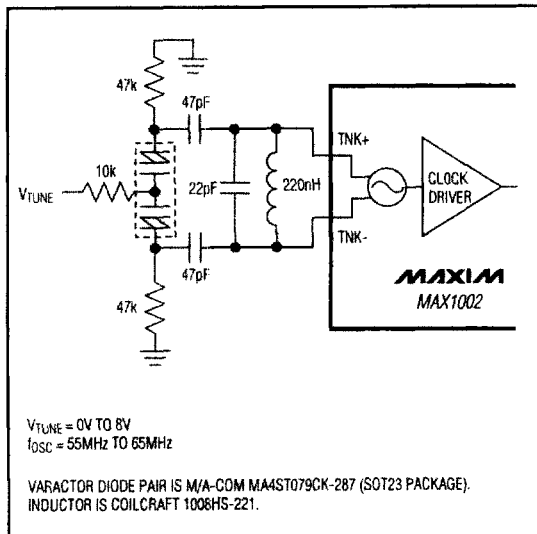 47k
47pF
10k
VTUNE
22pF
220nH
TNK+
TNK-
CLOCK
DRIVER
47pF
47k
MAXIM
MAX1002
VTUNE = 0V TO 8V
fOSC = 55MHz TO 65MHz
VARACTOR DIODE PAIR IS M/A-COM MA4ST079CK-287 (SOT23 PACKAGE).
INDUCTOR IS COILCRAFT 1008HS-221.